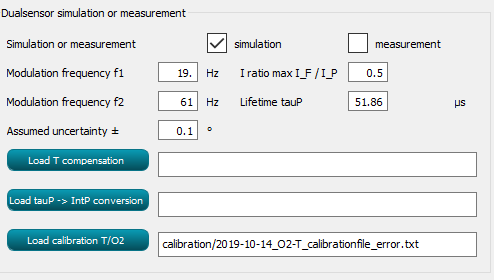 Dualsensor simulation or measurement
Simulation or measurement simulation measurement
Modulation frequency f1 19. Hz I ratio max I_F / I_P 0.5
Modulation frequency f2 61 Hz Lifetime tauP 51.86 µs
Assumed uncertainty ± 0.1 °
Load T compensation
Load tauP -> IntP conversion
Load calibration T/O2 calibration/2019-10-14_O2-T_calibrationfile_error.txt